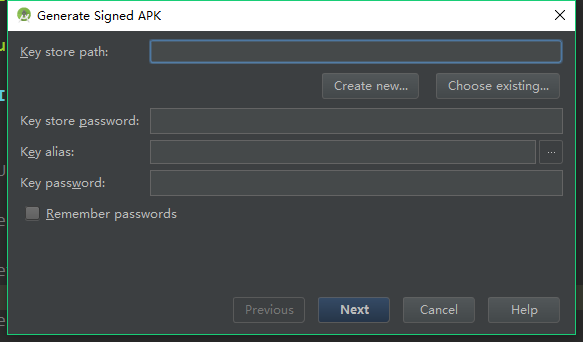 Generate Signed APK
Key store path:
Create new... Choose existing...
Key store password:
Key alias:
...
Key password:
Remember passwords
Previous Next Cancel Help